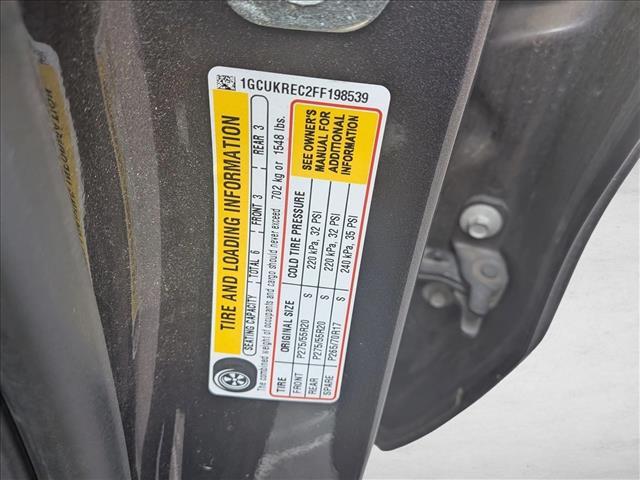 1GCUKREC2FF198539
TIRE AND LOADING INFORMATION
SEATING CAPACITY TOTAL 6 FRONT 3 REAR 3
The combined weight of occupants and cargo should never exceed 702 kg or 1548 lbs.
TIRE ORIGINAL SIZE COLD TIRE PRESSURE
FRONT P275/55R20 S 220 kPa, 32 PSI
REAR P275/55R20 S 220 kPa, 32 PSI
SPARE P265/70R17 S 240 kPa, 35 PSI
SEE OWNER'S
MANUAL FOR
ADDITIONAL
INFORMATION